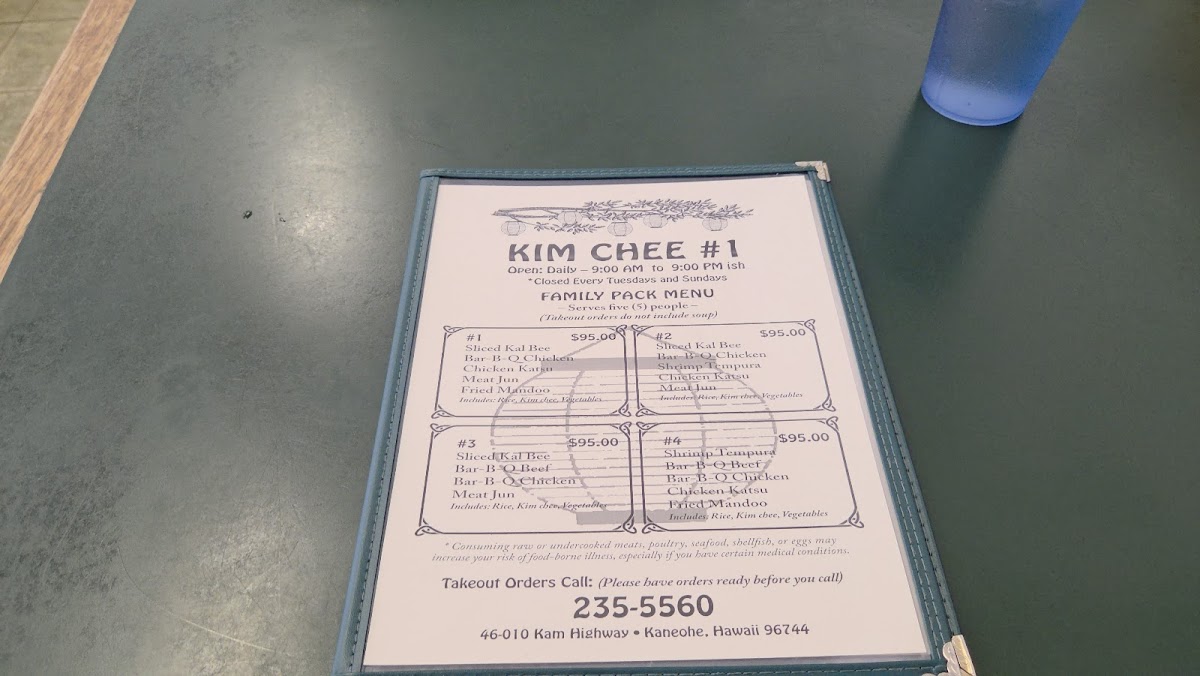 KIM CHEE #1
Open: Daily – 9:00 AM to 9:00 PM ish
*Closed Every Tuesdays and Sundays
FAMILY PACK MENU
– Serves five (5) people –
(Takeout orders do not include soup)
#1 $95.00
Sliced Kal Bee
Bar-B-Q Chicken
Chicken Katsu
Meat Jun
Fried Mandoo
Includes: Rice, Kim chee, Vegetables
#2 $95.00
Sliced Kal Bee
Bar-B-Q Chicken
Shrimp Tempura
Chicken Katsu
Meat Jun
Includes: Rice, Kim chee, Vegetables
#3 $95.00
Sliced Kal Bee
Bar-B-Q Beef
Bar-B-Q Chicken
Meat Jun
Includes: Rice, Kim chee, Vegetables
#4 $95.00
Shrimp Tempura
Bar-B-Q Beef
Bar-B-Q Chicken
Chicken Katsu
Fried Mandoo
Includes: Rice, Kim chee, Vegetables
* Consuming raw or undercooked meats, poultry, seafood, shellfish, or eggs may
increase your risk of food-borne illness, especially if you have certain medical conditions.
Takeout Orders Call: (Please have orders ready before you call)
235-5560
46-010 Kam Highway • Kaneohe, Hawaii 96744